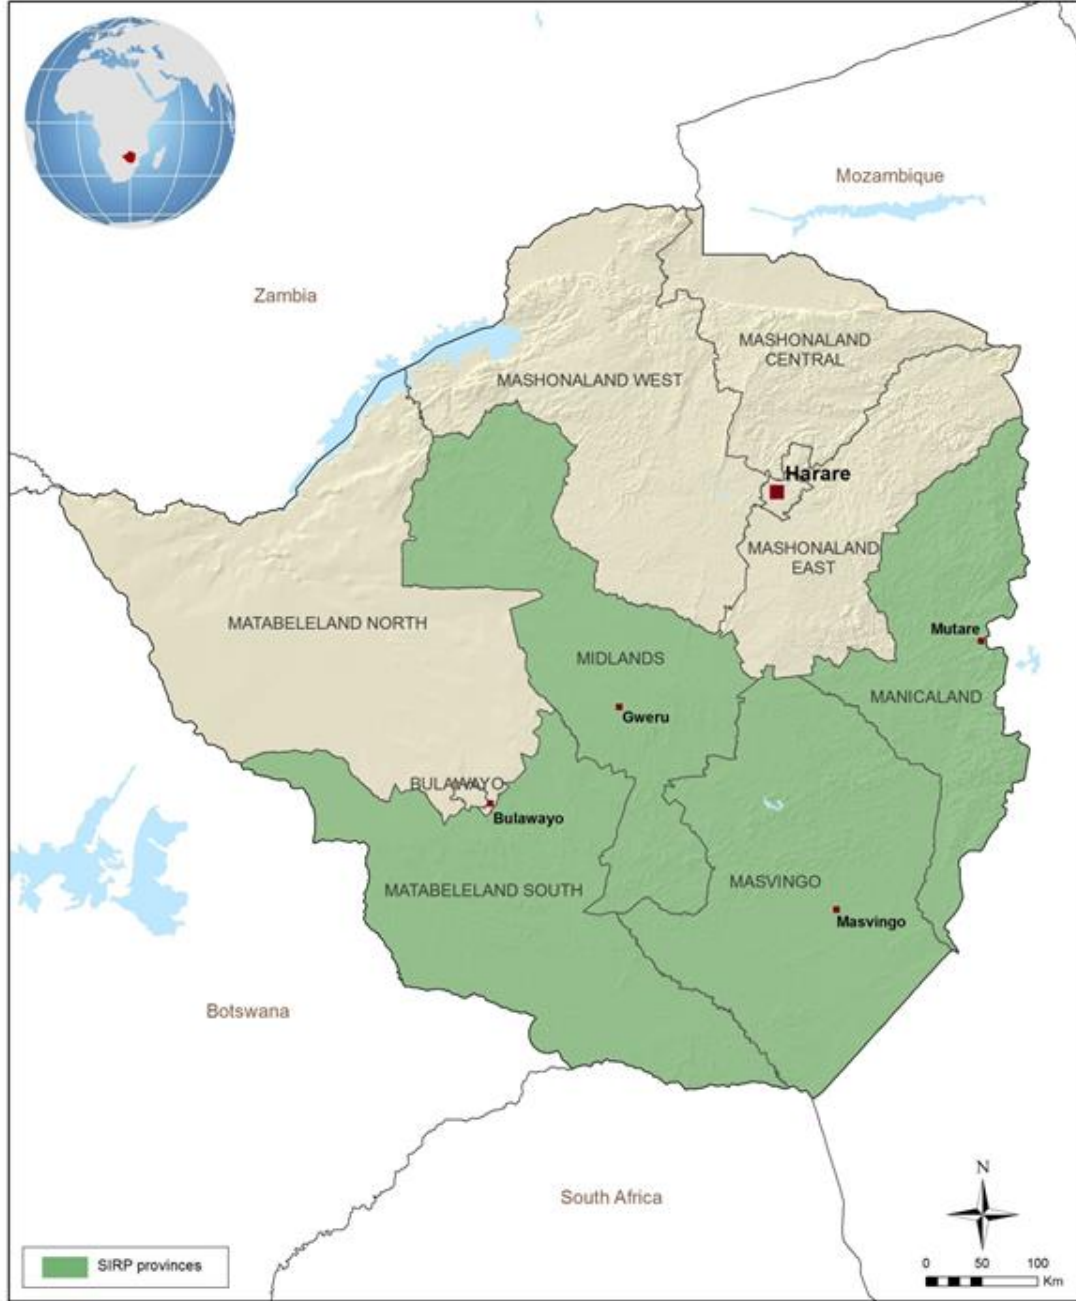 Mozambique
Zambia
MASHONALAND
CENTRAL
MASHONALAND WEST
Harare
MASHONALAND
EAST
MATABELELAND NORTH
Mutare
MIDLANDS
MANICALAND
Gweru
BULAWAYO
Bulawayo
MATABELELAND SOUTH
MASVINGO
Masvingo
Botswana
South Africa
N
SIRP provinces
0 50 100
Km